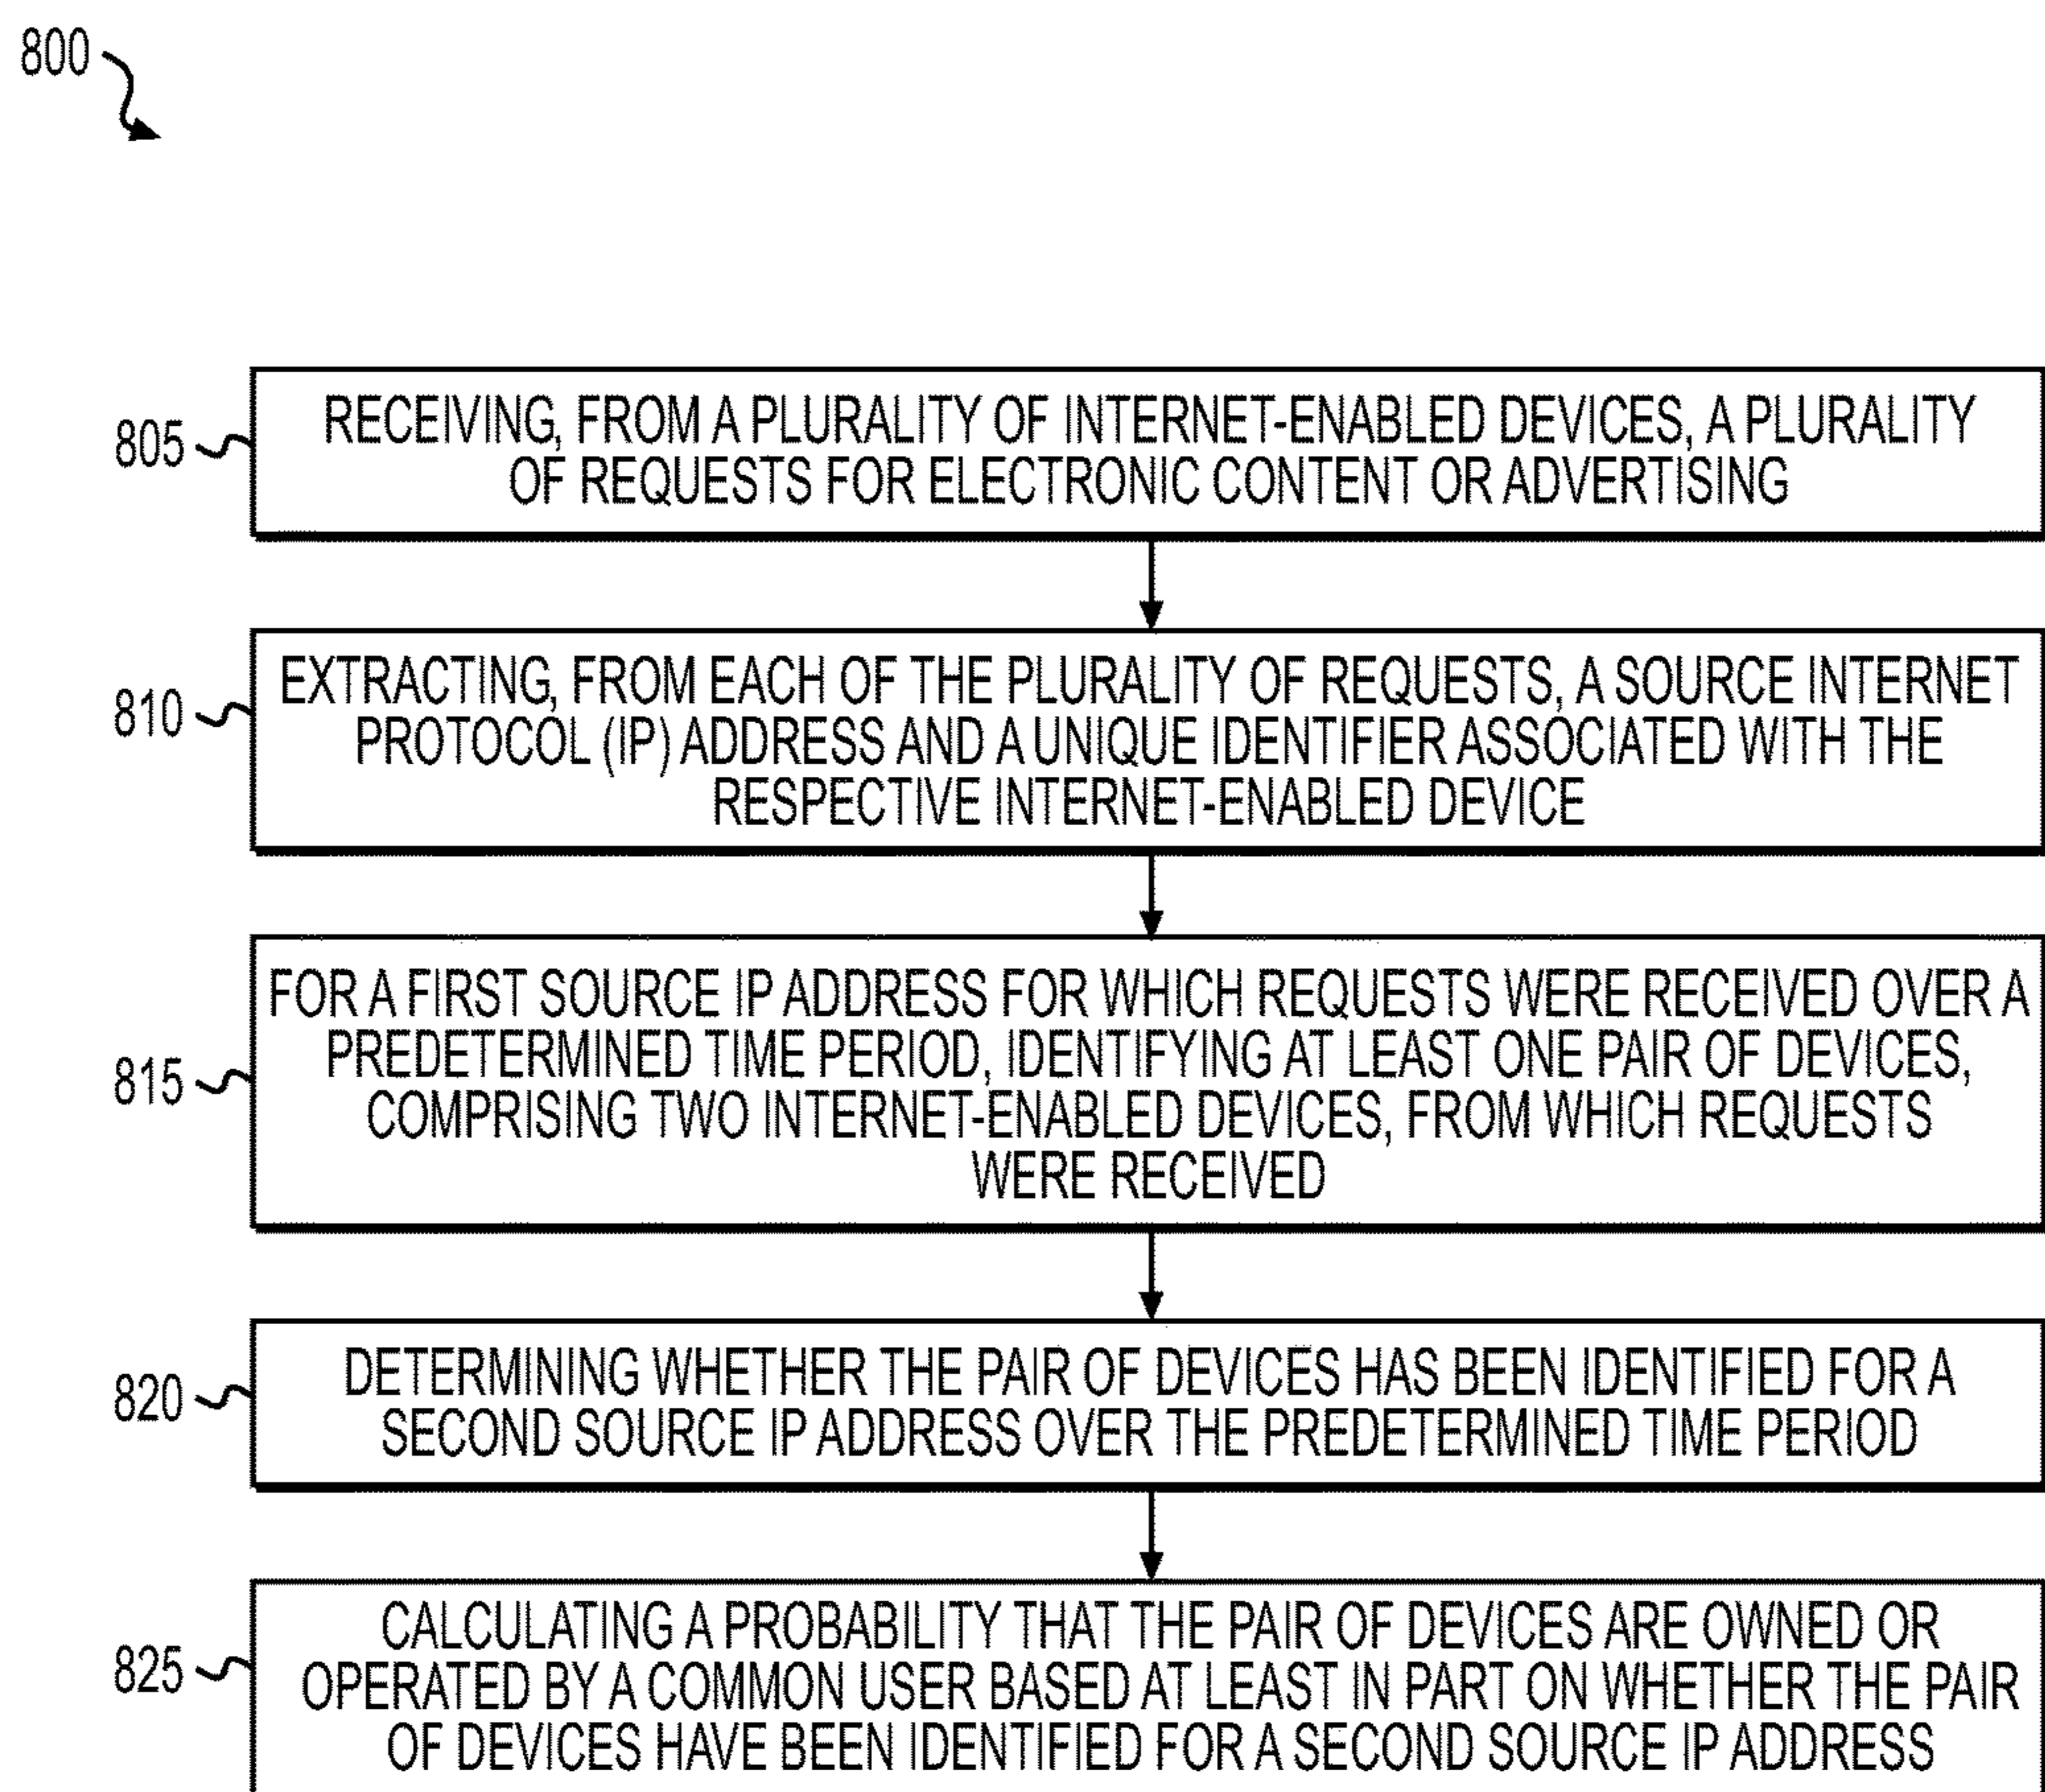 800
805
RECEIVING, FROM A PLURALITY OF INTERNET-ENABLED DEVICES, A PLURALITY
OF REQUESTS FOR ELECTRONIC CONTENT OR ADVERTISING
810
EXTRACTING, FROM EACH OF THE PLURALITY OF REQUESTS, A SOURCE INTERNET
PROTOCOL (IP) ADDRESS AND A UNIQUE IDENTIFIER ASSOCIATED WITH THE
RESPECTIVE INTERNET-ENABLED DEVICE
815
FOR A FIRST SOURCE IP ADDRESS FOR WHICH REQUESTS WERE RECEIVED OVER A
PREDETERMINED TIME PERIOD, IDENTIFYING AT LEAST ONE PAIR OF DEVICES,
COMPRISING TWO INTERNET-ENABLED DEVICES, FROM WHICH REQUESTS
WERE RECEIVED
820
DETERMINING WHETHER THE PAIR OF DEVICES HAS BEEN IDENTIFIED FOR A
SECOND SOURCE IP ADDRESS OVER THE PREDETERMINED TIME PERIOD
825
CALCULATING A PROBABILITY THAT THE PAIR OF DEVICES ARE OWNED OR
OPERATED BY A COMMON USER BASED AT LEAST IN PART ON WHETHER THE PAIR
OF DEVICES HAVE BEEN IDENTIFIED FOR A SECOND SOURCE IP ADDRESS